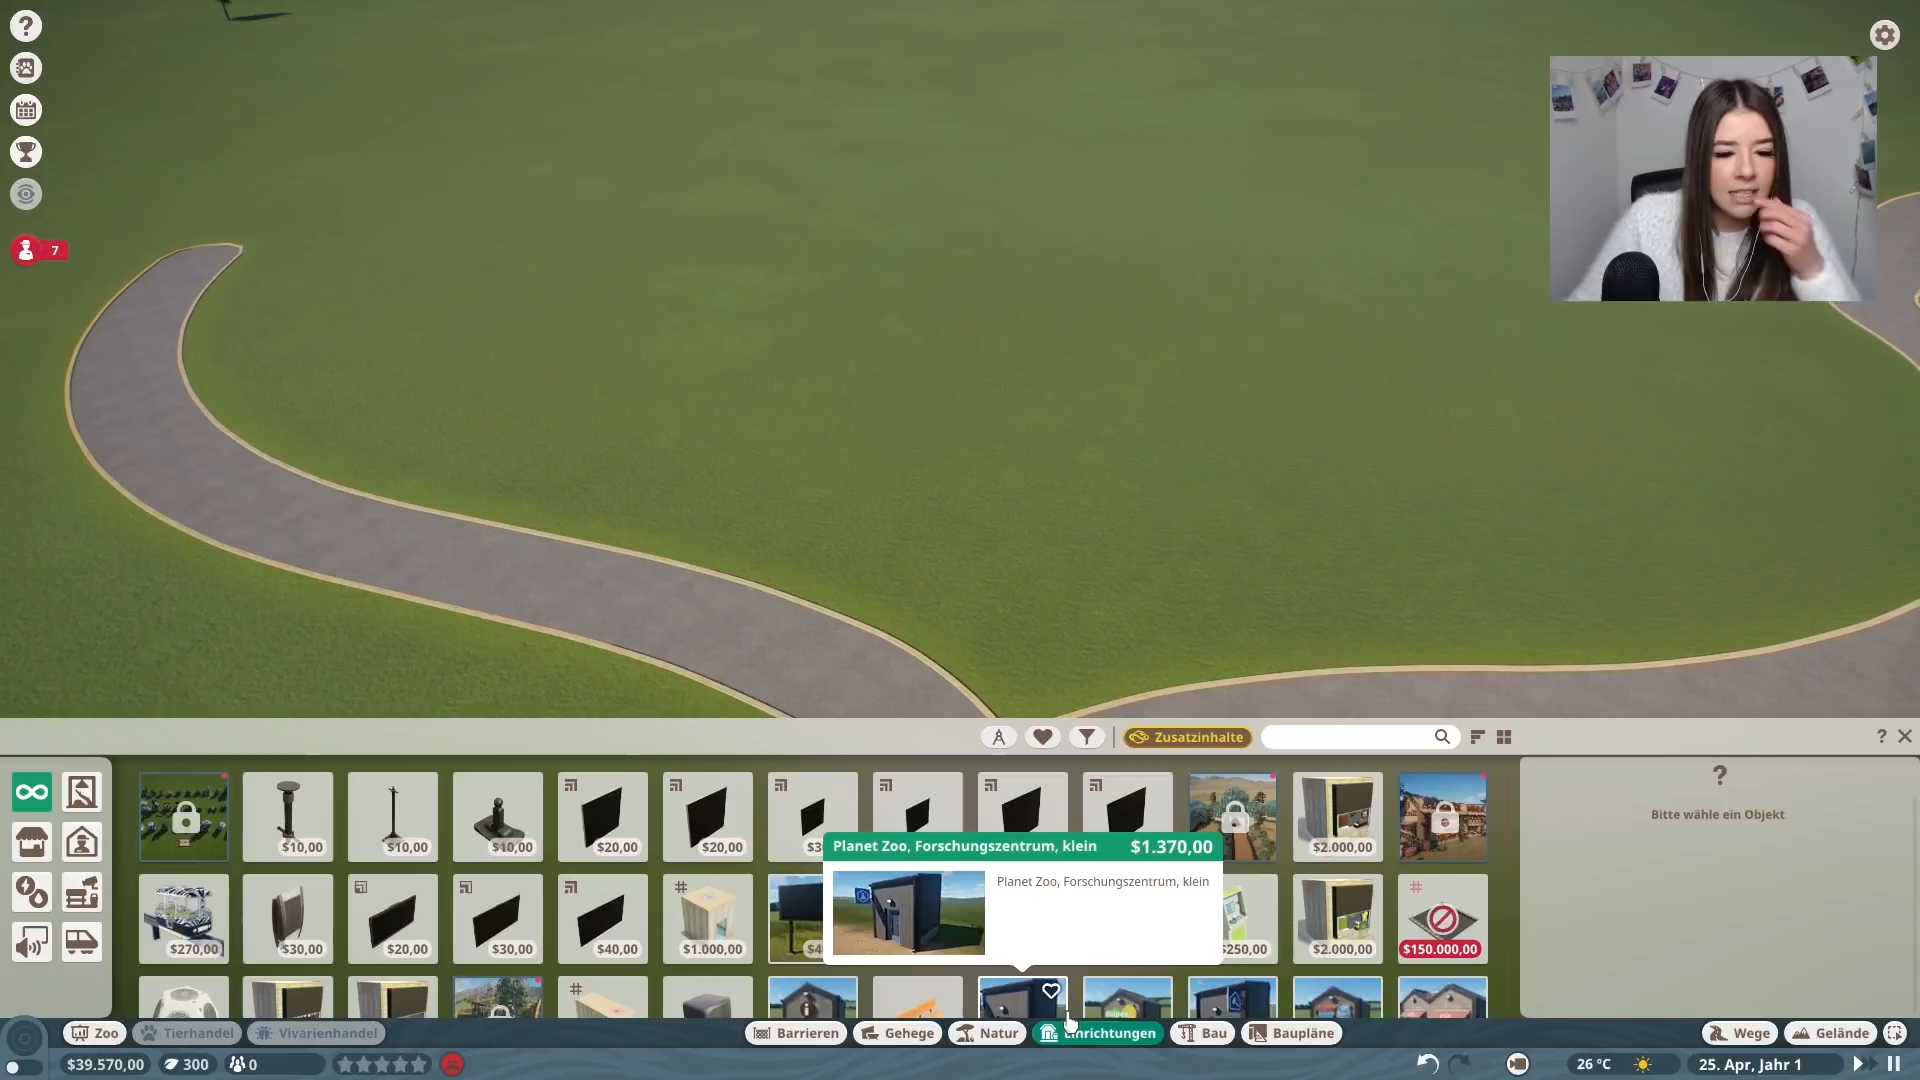 7
Zusatzinhalte
$10,00
$10,00
$10,00
$20,00
$20,00
$2.000,00
Planet Zoo, Forschungszentrum, klein
$1.370,00
Planet Zoo, Forschungszentrum, klein
?
Bitte wähle ein Objekt
$270,00
$30,00
$20,00
$30,00
$40,00
$1.000,00
$250,00
$2.000,00
$150.000,00
Zoo
Tierhandel
Vivarienhandel
Barrieren
Gehege
Natur
Einrichtungen
Bau
Baupläne
Wege
Gelände
$39.570,00
300
0
26 °C
25. Apr, Jahr 1